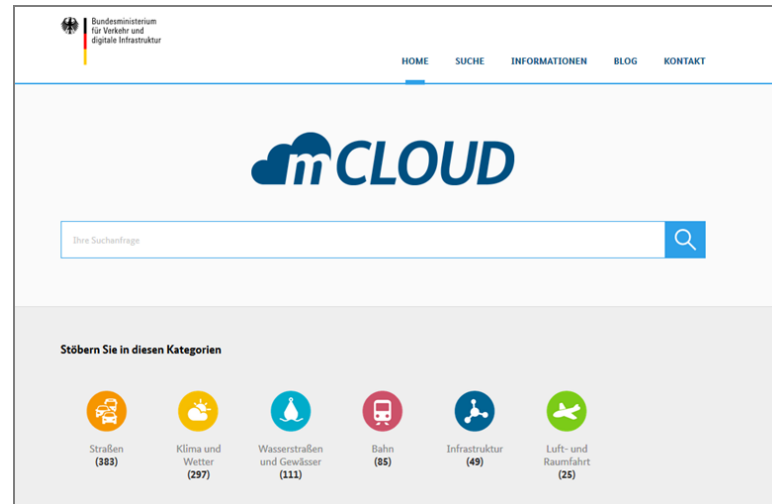 Bundesministerium
für Verkehr und
digitale Infrastruktur
HOME SUCHE INFORMATIONEN BLOG KONTAKT
mCLOUD
Ihre Suchanfrage
Stöbern Sie in diesen Kategorien
Straßen
(383)
Klima und
Wetter
(297)
Wasserstraßen
und Gewässer
(111)
Bahn
(85)
Infrastruktur
(49)
Luft- und
Raumfahrt
(25)